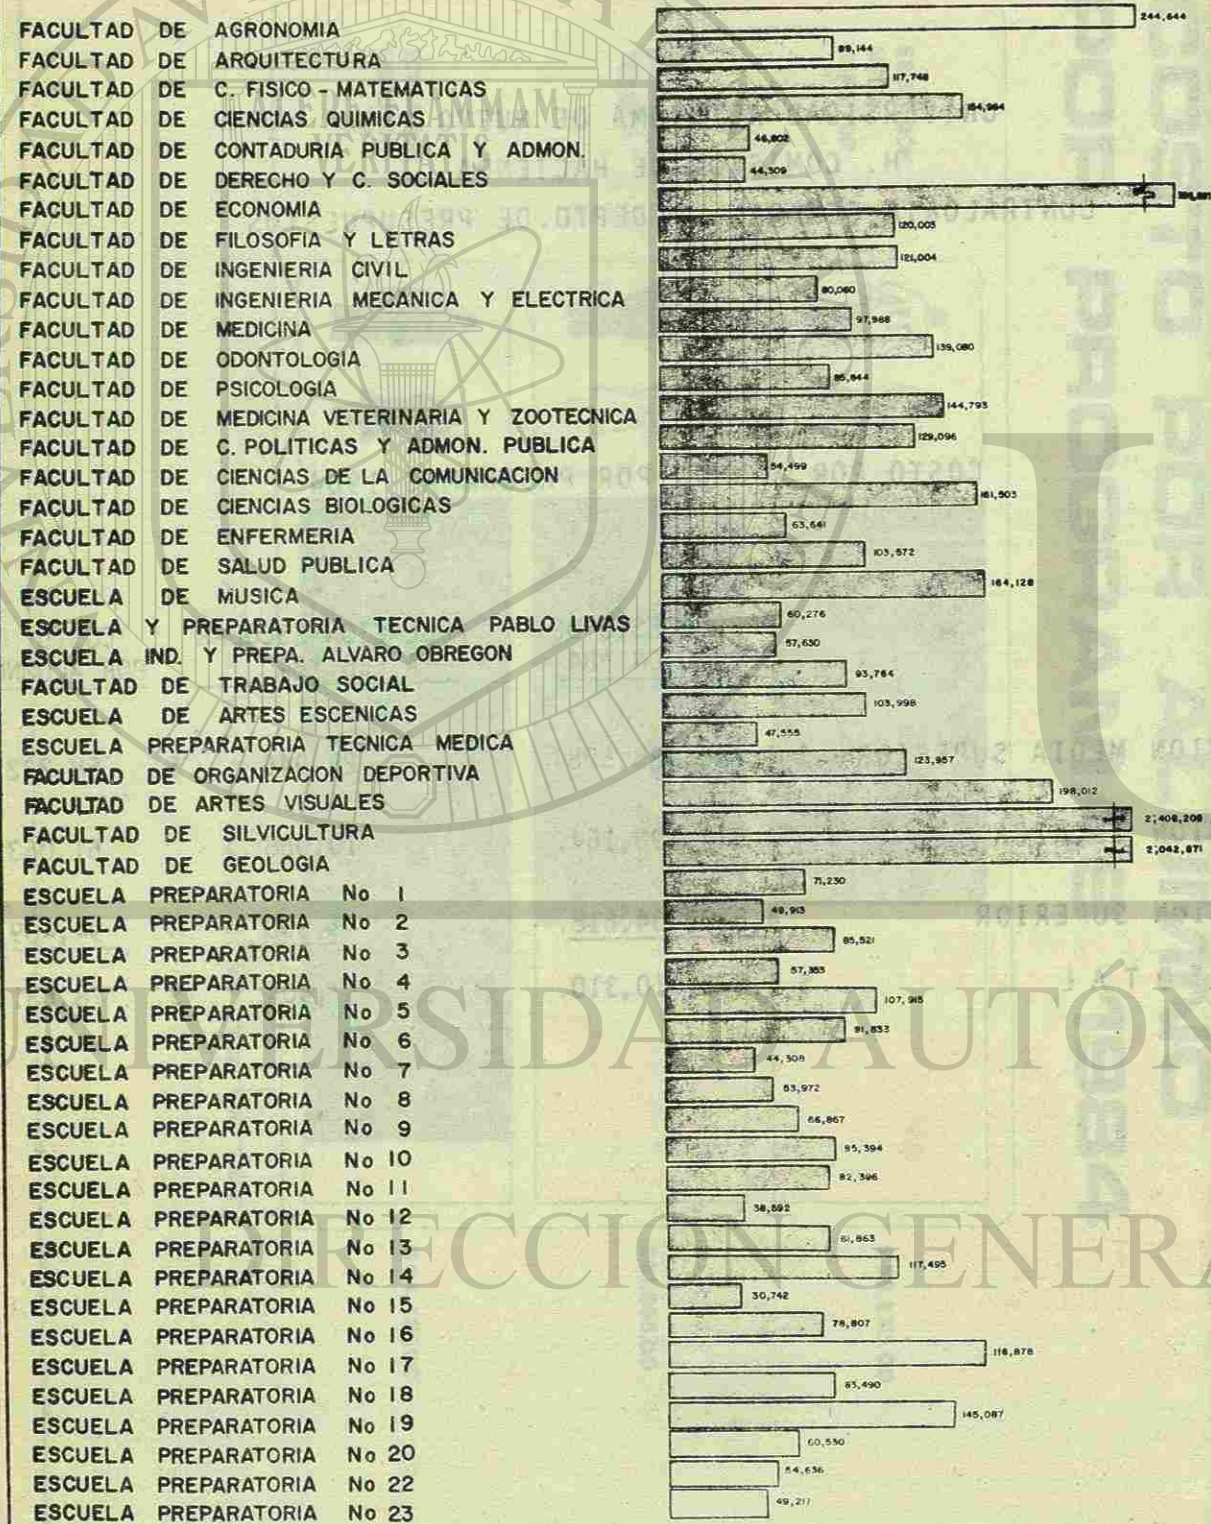 FACULTAD DE AGRONOMIA 244,644
FACULTAD DE ARQUITECTURA 89,144
FACULTAD DE C. FISICO - MATEMATICAS 117,748
FACULTAD DE CIENCIAS QUIMICAS
FACULTAD DE CONTADURIA PUBLICA Y ADMON. 46,802
FACULTAD DE DERECHO Y C. SOCIALES 44,309
FACULTAD DE ECONOMIA
FACULTAD DE FILOSOFIA Y LETRAS 120,003
FACULTAD DE INGENIERIA CIVIL 121,004
FACULTAD DE INGENIERIA MECANICA Y ELECTRICA 80,060
FACULTAD DE MEDICINA 97,988
FACULTAD DE ODONTOLOGIA 139,080
FACULTAD DE PSICOLOGIA 85,844
FACULTAD DE MEDICINA VETERINARIA Y ZOOTECNICA 144,793
FACULTAD DE C. POLITICAS Y ADMON. PUBLICA 129,096
FACULTAD DE CIENCIAS DE LA COMUNICACION 54,499
FACULTAD DE CIENCIAS BIOLOGICAS 161,503
FACULTAD DE ENFERMERIA 63,641
FACULTAD DE SALUD PUBLICA 103,572
ESCUELA DE MUSICA 164,128
ESCUELA Y PREPARATORIA TECNICA PABLO LIVAS 60,276
ESCUELA IND. Y PREPA. ALVARO OBREGON 57,630
FACULTAD DE TRABAJO SOCIAL 93,764
ESCUELA DE ARTES ESCENICAS 103,998
ESCUELA PREPARATORIA TECNICA MEDICA 47,555
FACULTAD DE ORGANIZACION DEPORTIVA 123,957
FACULTAD DE ARTES VISUALES 198,012
FACULTAD DE SILVICULTURA 2,408,208
FACULTAD DE GEOLOGIA 2,042,871
ESCUELA PREPARATORIA No 1 71,230
ESCUELA PREPARATORIA No 2 48,913
ESCUELA PREPARATORIA No 3 85,521
ESCUELA PREPARATORIA No 4 57,353
ESCUELA PREPARATORIA No 5 107,915
ESCUELA PREPARATORIA No 6 91,833
ESCUELA PREPARATORIA No 7 44,308
ESCUELA PREPARATORIA No 8 53,972
ESCUELA PREPARATORIA No 9 66,867
ESCUELA PREPARATORIA No 10 85,394
ESCUELA PREPARATORIA No 11 82,396
ESCUELA PREPARATORIA No 12 38,592
ESCUELA PREPARATORIA No 13 81,863
ESCUELA PREPARATORIA No 14 117,495
ESCUELA PREPARATORIA No 15 30,742
ESCUELA PREPARATORIA No 16 78,807
ESCUELA PREPARATORIA No 17 116,878
ESCUELA PREPARATORIA No 18 83,490
ESCUELA PREPARATORIA No 19 145,087
ESCUELA PREPARATORIA No 20 60,530
ESCUELA PREPARATORIA No 22 54,636
ESCUELA PREPARATORIA No 23 49,217
UNIVERSIDAD AUTÓN
DIRECCIÓN GENERA